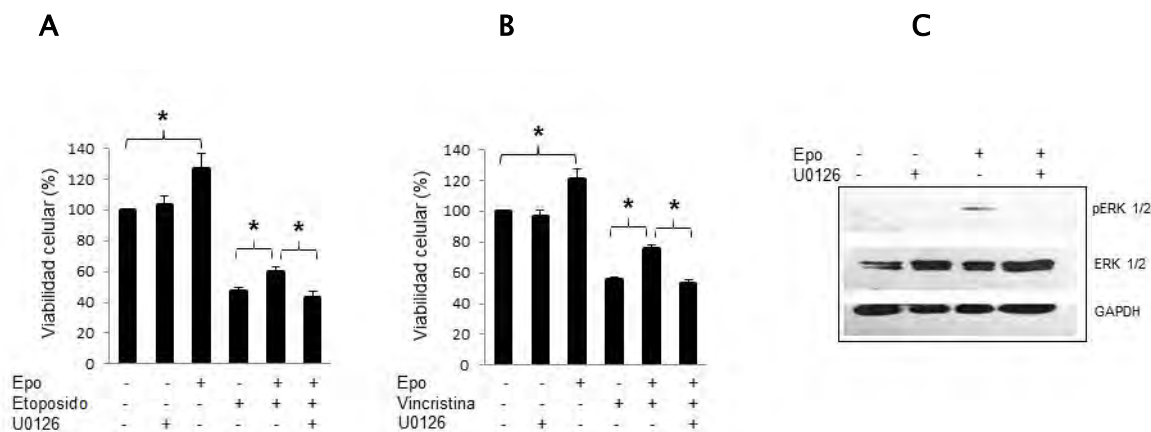 A
B
C
*
*
*
140
120
100
80
60
40
20
0
Viabilidad celular (%)
Epo - - + - + +
Etoposido - - - + + +
U0126 - + - - - +
*
*
*
140
120
100
80
60
40
20
0
Viabilidad celular (%)
Epo - - + - + +
Vincristina - - - + + +
U0126 - + - - - +
Epo - - + +
U0126 - + - +
pERK 1/2
ERK 1/2
GAPDH